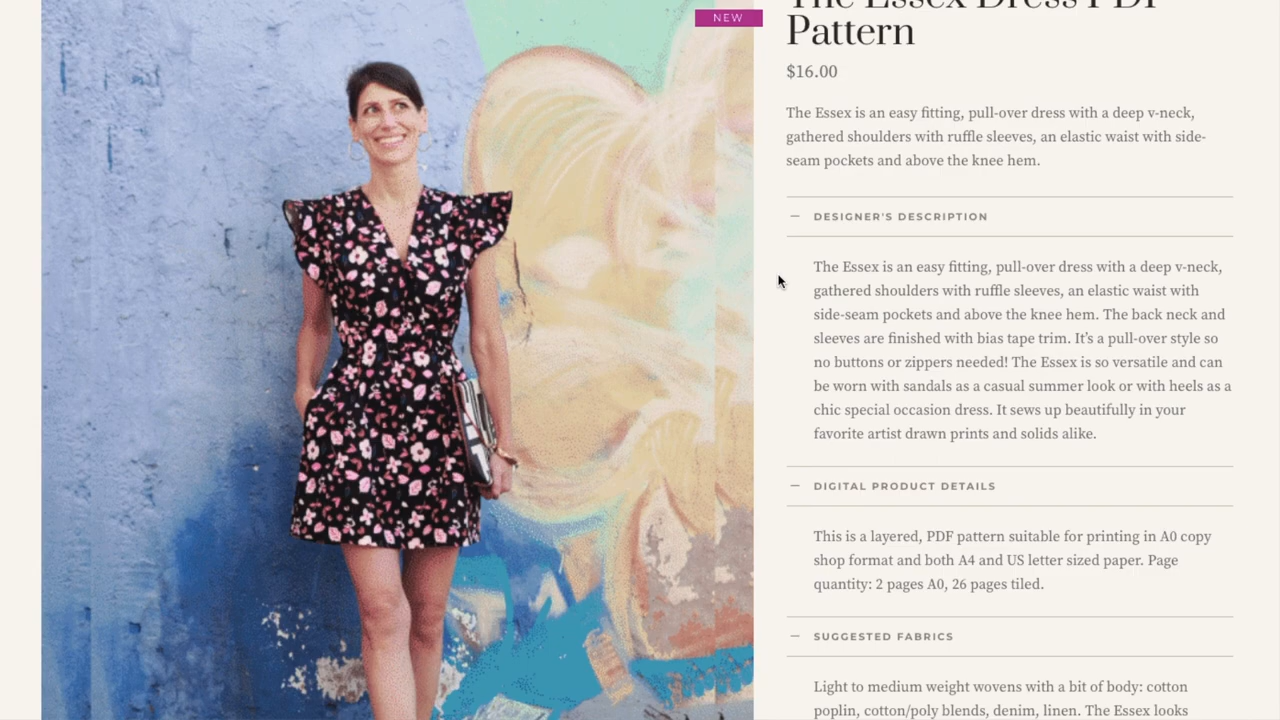 NEW
The Essex Dress PDF
Pattern
$16.00
The Essex is an easy fitting, pull-over dress with a deep v-neck,
gathered shoulders with ruffle sleeves, an elastic waist with side-
seam pockets and above the knee hem.
DESIGNER'S DESCRIPTION
The Essex is an easy fitting, pull-over dress with a deep v-neck,
gathered shoulders with ruffle sleeves, an elastic waist with
side-seam pockets and above the knee hem. The back neck and
sleeves are finished with bias tape trim. It’s a pull-over style so
no buttons or zippers needed! The Essex is so versatile and can
be worn with sandals as a casual summer look or with heels as a
chic special occasion dress. It sews up beautifully in your
favorite artist drawn prints and solids alike.
DIGITAL PRODUCT DETAILS
This is a layered, PDF pattern suitable for printing in A0 copy
shop format and both A4 and US letter sized paper. Page
quantity: 2 pages A0, 26 pages tiled.
SUGGESTED FABRICS
Light to medium weight wovens with a bit of body: cotton
poplin, cotton/poly blends, denim, linen. The Essex looks